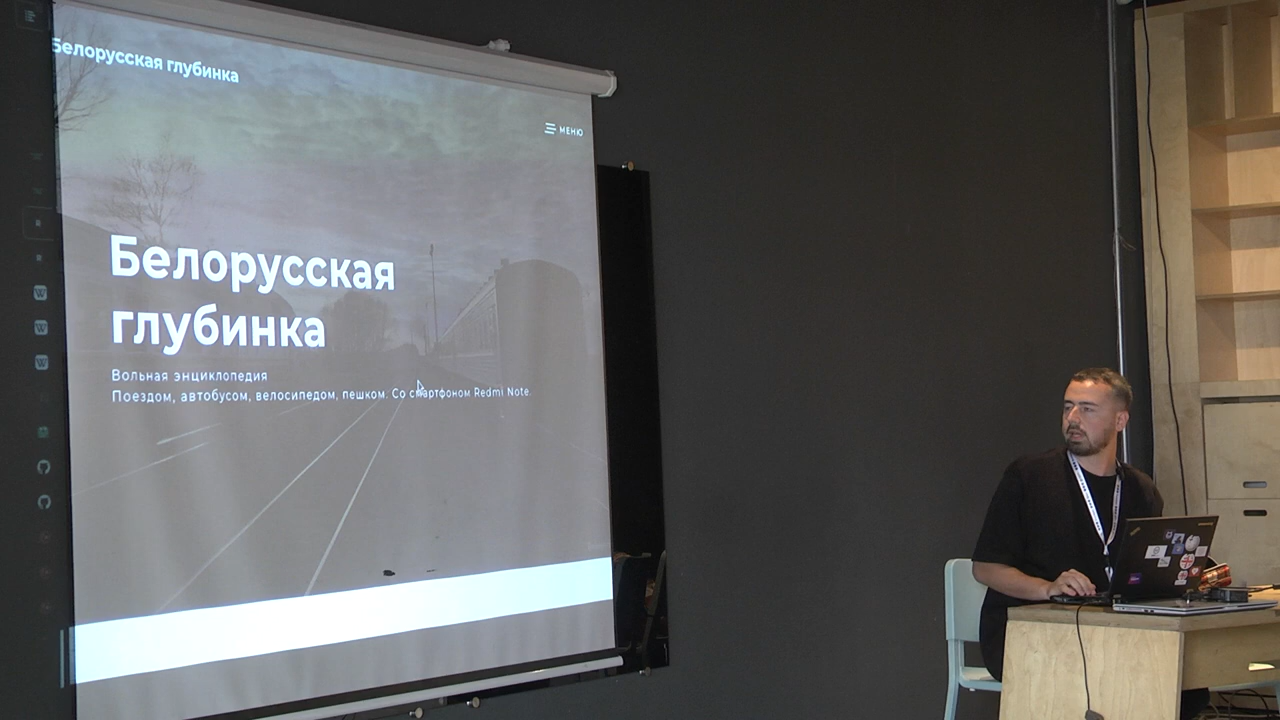 Белорусская глубинка
МЕНЮ
Белорусская
глубинка
Вольная энциклопедия
Поездом, автобусом, велосипедом, пешком. Со смартфоном Redmi Note.